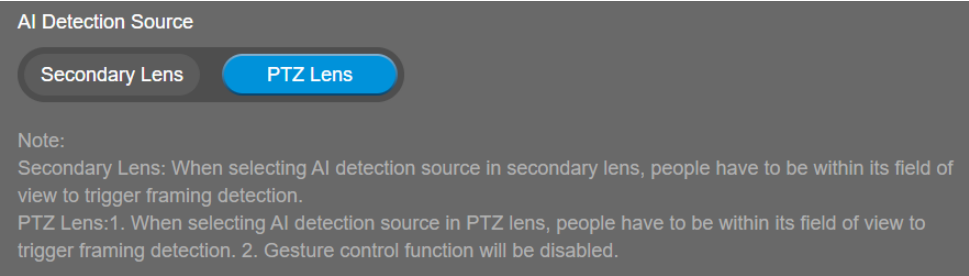 AI Detection Source
Secondary Lens PTZ Lens
Note:
Secondary Lens: When selecting AI detection source in secondary lens, people have to be within its field of
view to trigger framing detection.
PTZ Lens:1. When selecting AI detection source in PTZ lens, people have to be within its field of view to
trigger framing detection. 2. Gesture control function will be disabled.